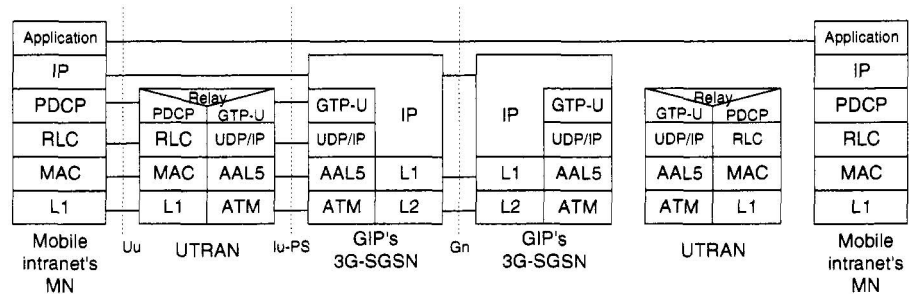 Application
IP
PDCP
RLC
MAC
L1
Mobile
intranet's
MN
Uu
Relay
PDCP GTP-U
RLC UDP/IP
MAC AAL5
L1 ATM
UTRAN
Iu-PS
GTP-U IP
UDP/IP
AAL5 L1
ATM L2
GIP's
3G-SGSN
Gn
IP GTP-U
UDP/IP
L1 AAL5
L2 ATM
GIP's
3G-SGSN
Relay
GTP-U PDCP
UDP/IP RLC
AAL5 MAC
ATM L1
UTRAN
Application
IP
PDCP
RLC
MAC
L1
Mobile
intranet's
MN